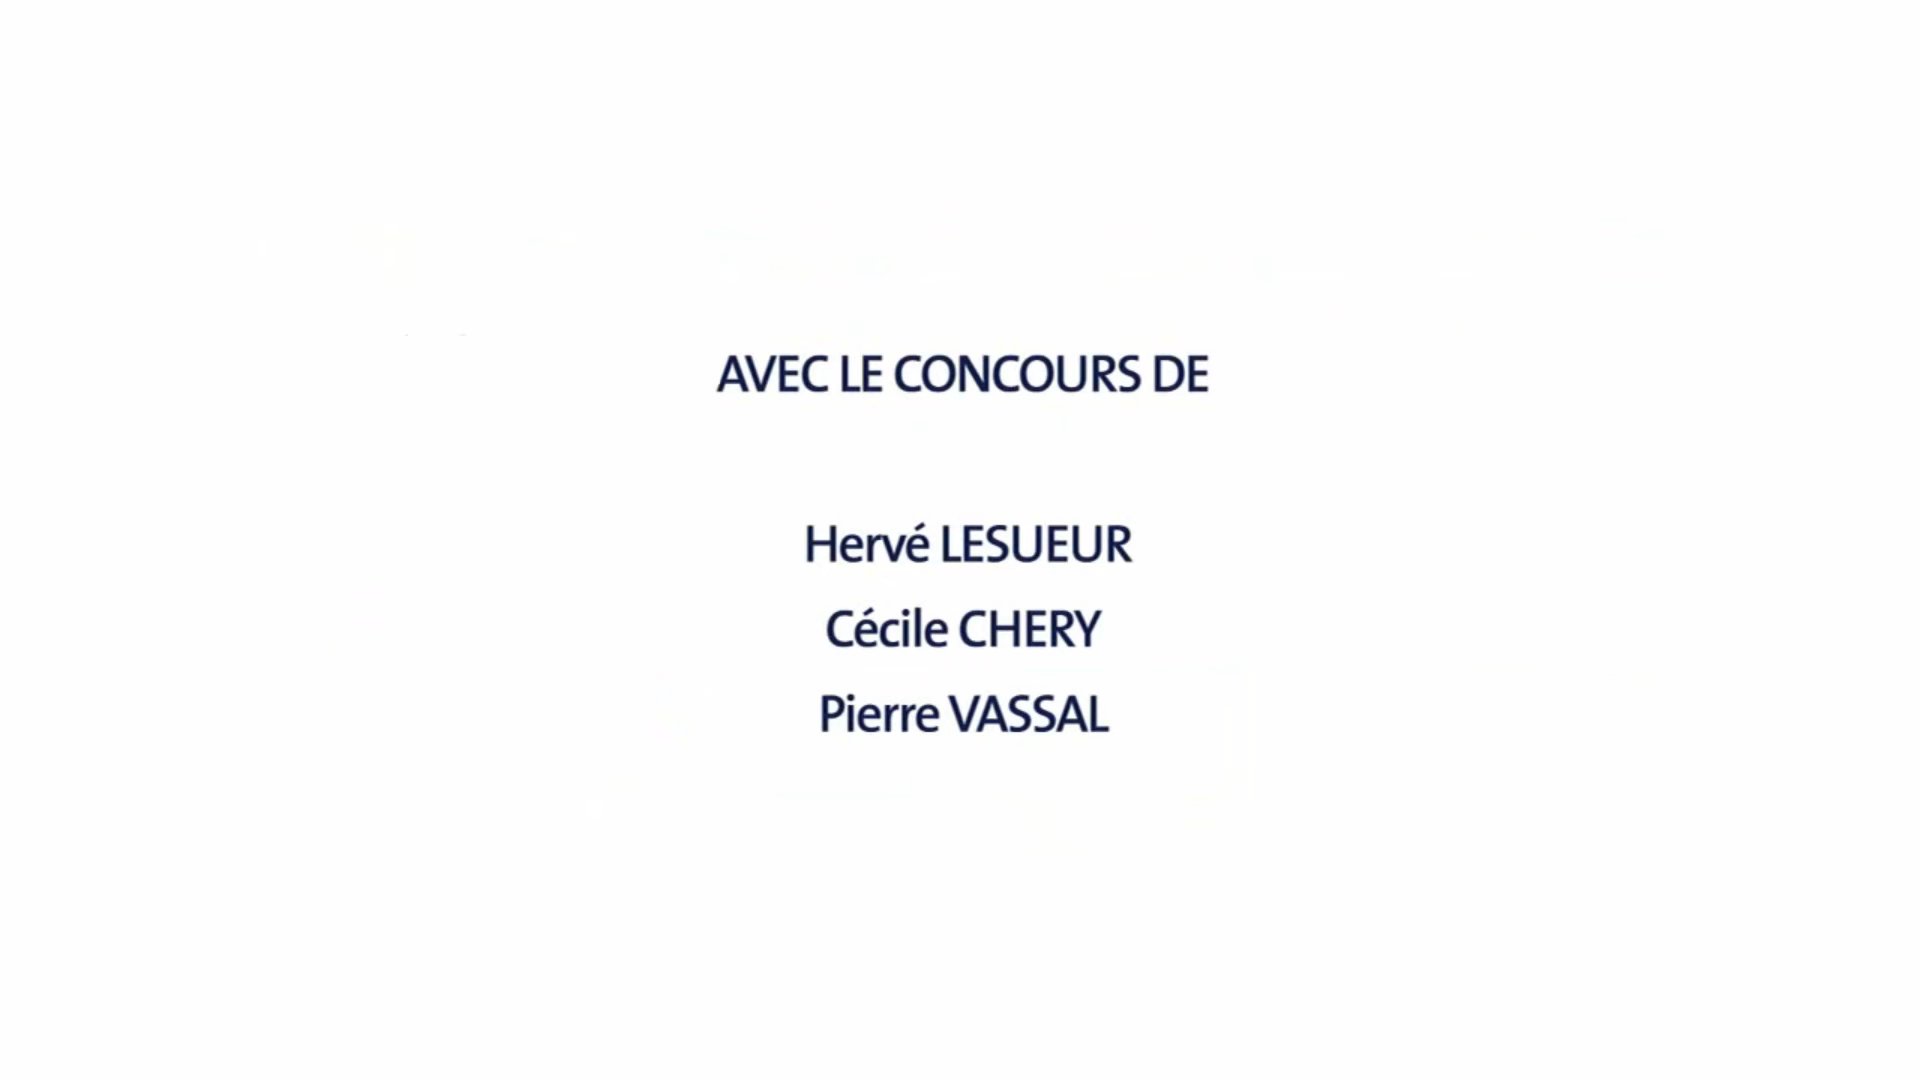 AVEC LE CONCOURS DE
Hervé LESUEUR
Cécile CHERY
Pierre VASSAL